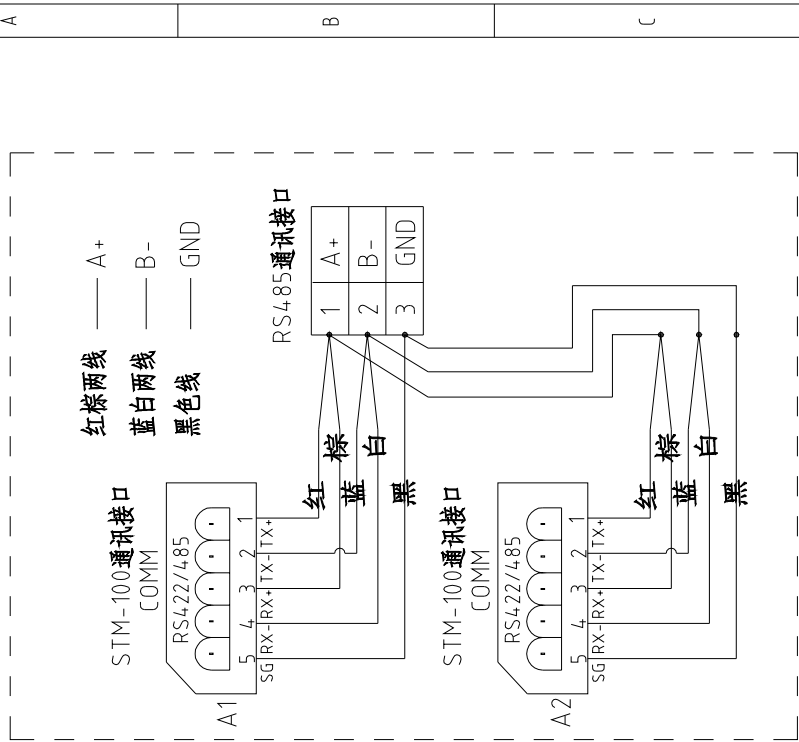 A
B
C
红棕两线 —— A+
蓝白两线 —— B-
黑色线 —— GND
RS485通讯接口
1 A+
2 B-
3 GND
STM-100通讯接口
COMM
RS422/485
5 4 3 2 1
SG RX- RX+ TX- TX+
A1
红
棕
蓝
白
黑
STM-100通讯接口
COMM
RS422/485
5 4 3 2 1
SG RX- RX+ TX- TX+
A2
红
棕
蓝
白
黑